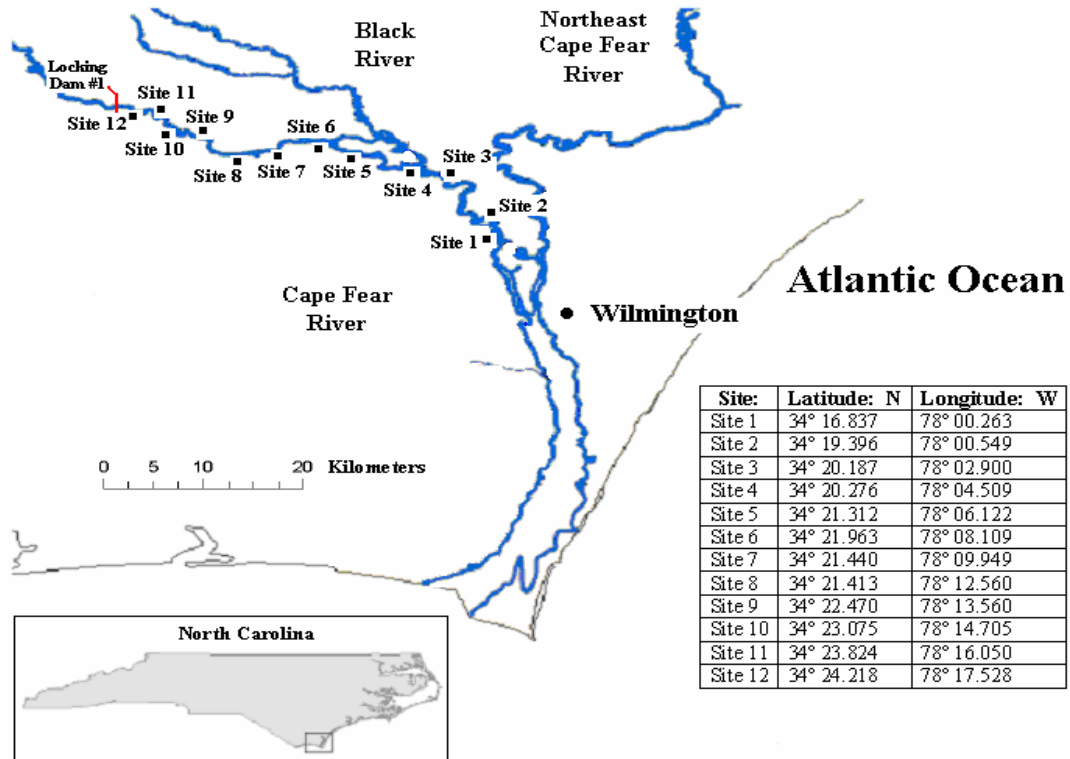 Black
River
Northeast
Cape Fear
River
Locking
Dam #1
Site 11
Site 12
Site 9
Site 10
Site 6
Site 8
Site 7
Site 5
Site 3
Site 4
Site 2
Site 1
Cape Fear
River
Atlantic Ocean
Wilmington
0 5 10 20 Kilometers
Site: Latitude: N Longitude: W
Site 1 34° 16.837 78° 00.263
Site 2 34° 19.396 78° 00.549
Site 3 34° 20.187 78° 02.900
Site 4 34° 20.276 78° 04.509
Site 5 34° 21.312 78° 06.122
Site 6 34° 21.963 78° 08.109
Site 7 34° 21.440 78° 09.949
Site 8 34° 21.413 78° 12.560
Site 9 34° 22.470 78° 13.560
Site 10 34° 23.075 78° 14.705
Site 11 34° 23.824 78° 16.050
Site 12 34° 24.218 78° 17.528
North Carolina